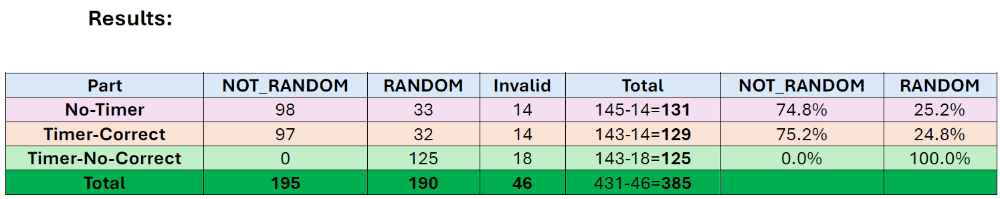 Results:
Part NOT_RANDOM RANDOM Invalid Total NOT_RANDOM RANDOM
No-Timer 98 33 14 145-14=131 74.8% 25.2%
Timer-Correct 97 32 14 143-14=129 75.2% 24.8%
Timer-No-Correct 0 125 18 143-18=125 0.0% 100.0%
Total 195 190 46 431-46=385